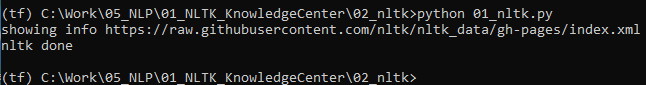 (tf) C:\Work\05_NLP\01_NLTK_KnowledgeCenter\02_nltk>python 01_nltk.py
showing info https://raw.githubusercontent.com/nltk/nltk_data/gh-pages/index.xml
nltk done
(tf) C:\Work\05_NLP\01_NLTK_KnowledgeCenter\02_nltk>